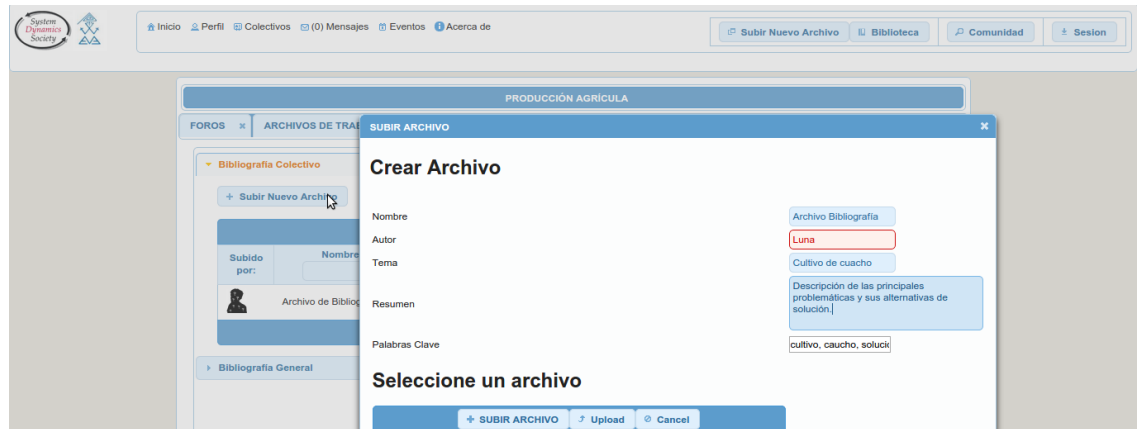 System
Dynamics
Society
Inicio Perfil Colectivos (0) Mensajes Eventos Acerca de
Subir Nuevo Archivo Biblioteca Comunidad Sesion
PRODUCCIÓN AGRÍCULA
FOROS ARCHIVOS DE TRA
SUBIR ARCHIVO
Bibliografía Colectivo
Crear Archivo
+ Subir Nuevo Archivo
Nombre Archivo Bibliografía
Autor Luna
Subido por:
Nombre
Tema Cultivo de cuacho
Archivo de Bibliog
Resumen
Descripción de las principales
problemáticas y sus alternativas de
solución.
Palabras Clave cultivo, caucho, soluci
Bibliografía General
Seleccione un archivo
+ SUBIR ARCHIVO Upload Cancel